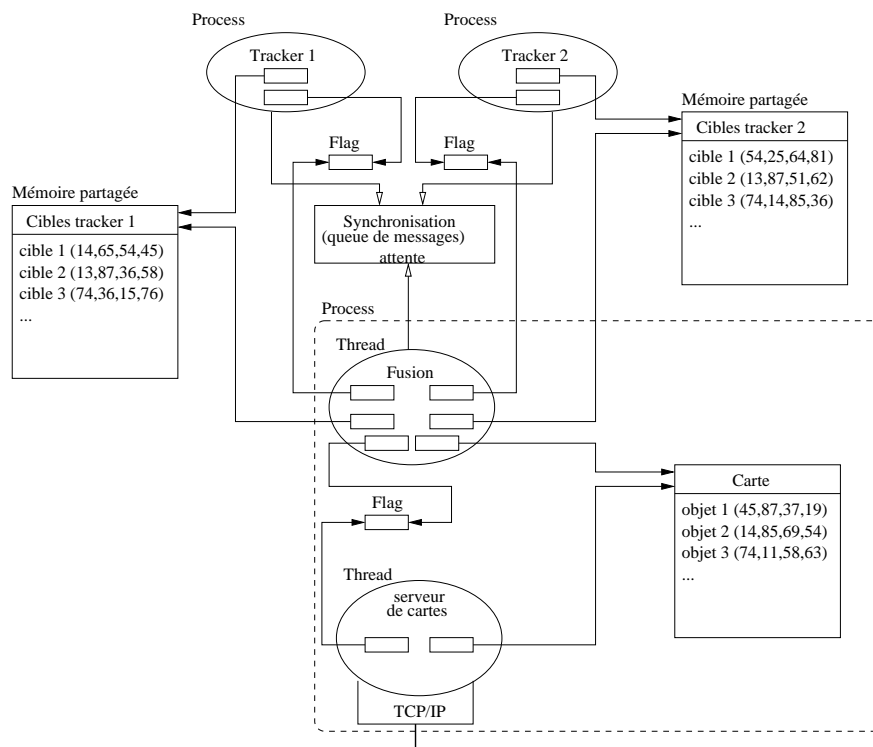 Process
Process
Tracker 1
Tracker 2
Mémoire partagée
Cibles tracker 2
cible 1 (54,25,64,81)
cible 2 (13,87,51,62)
cible 3 (74,14,85,36)
...
Flag
Flag
Mémoire partagée
Cibles tracker 1
cible 1 (14,65,54,45)
cible 2 (13,87,36,58)
cible 3 (74,36,15,76)
...
Synchronisation
(queue de messages)
attente
Process
Thread
Fusion
Carte
objet 1 (45,87,37,19)
objet 2 (14,85,69,54)
objet 3 (74,11,58,63)
...
Flag
Thread
serveur
de cartes
TCP/IP